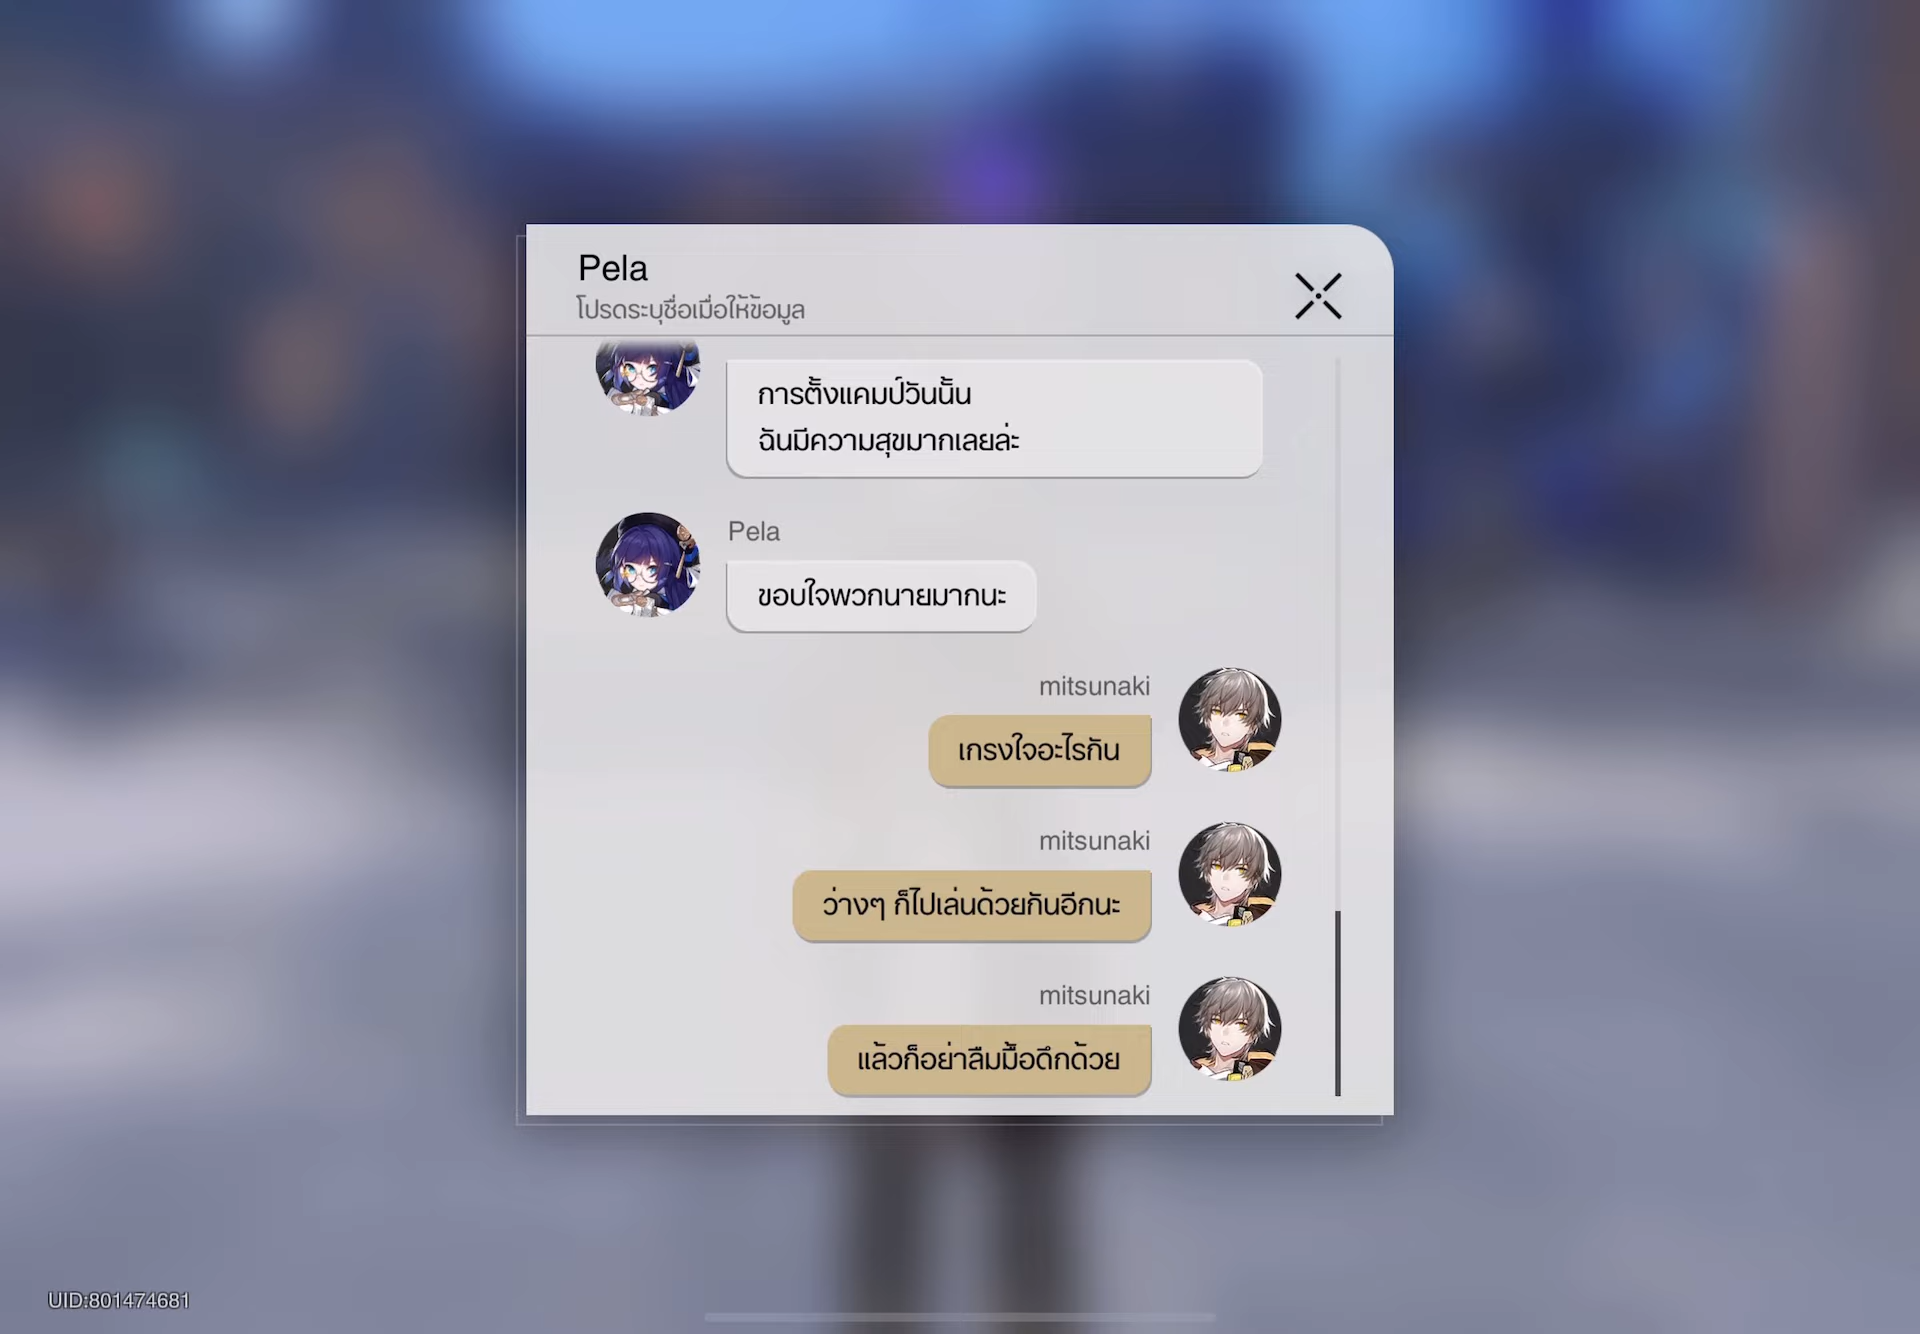 Pela
โปรดระบุชื่อเมื่อให้ข้อมูล
การตั้งแคมป์วันนั้น
ฉันมีความสุขมากเลยล่ะ
Pela
ขอบใจพวกนายมากนะ
mitsunaki
เกรงใจอะไรกัน
mitsunaki
ว่างๆ ก็ไปเล่นด้วยกันอีกนะ
mitsunaki
แล้วก็อย่าลืมมื้อดึกด้วย
UID:801474681